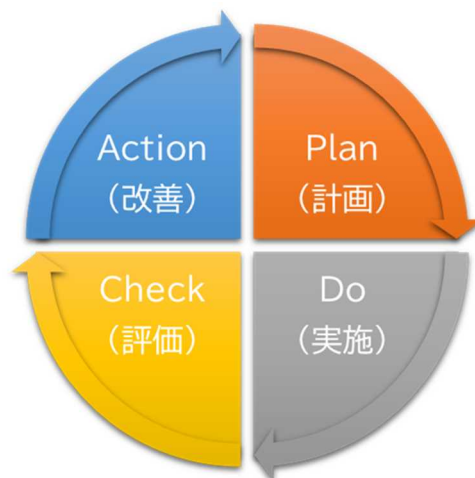 Action
（改善）
Plan
（計画）
Check
（評価）
Do
（実施）